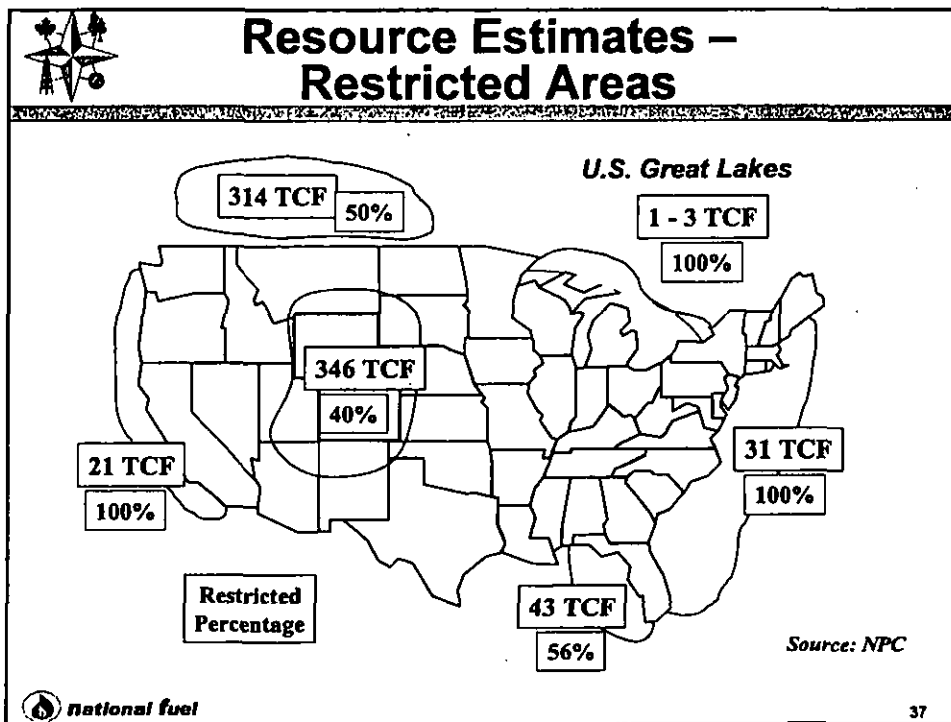 Resource Estimates –
Restricted Areas
U.S. Great Lakes
314 TCF
50%
1 - 3 TCF
100%
346 TCF
40%
21 TCF
100%
31 TCF
100%
43 TCF
56%
Restricted
Percentage
Source: NPC
national fuel
37